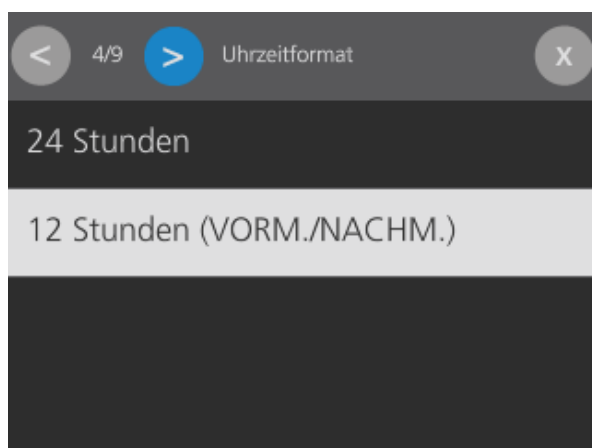 < 4/9 > Uhrzeitformat X
24 Stunden
12 Stunden (VORM./NACHM.)